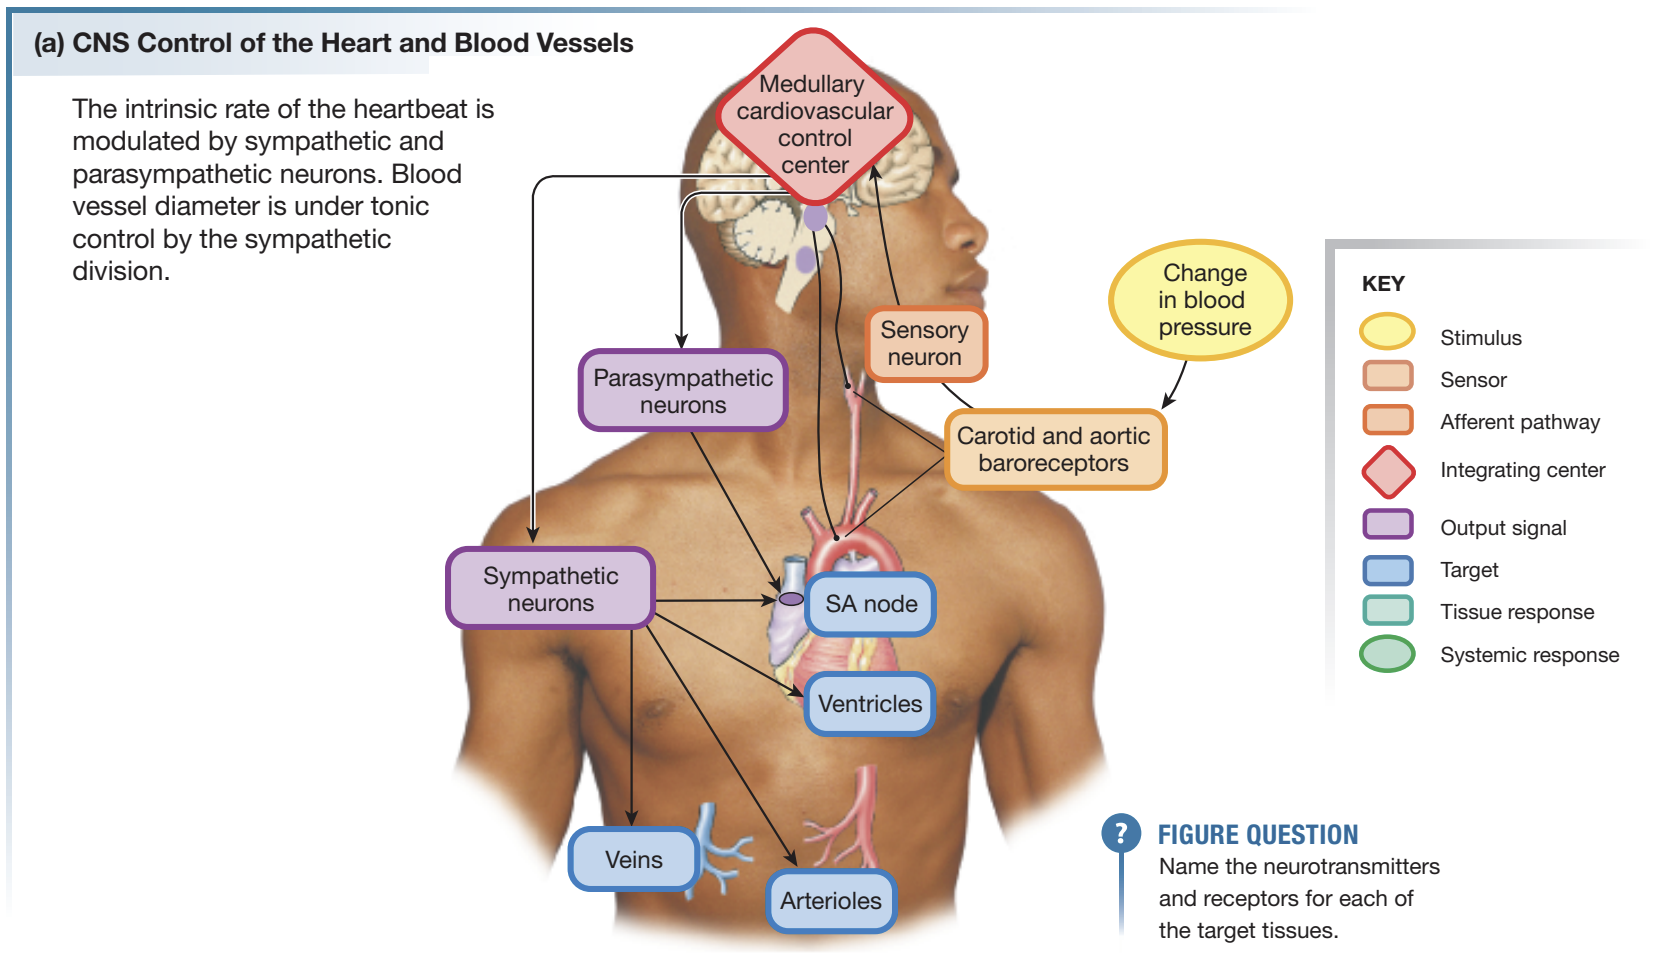 (a) CNS Control of the Heart and Blood Vessels
The intrinsic rate of the heartbeat is
modulated by sympathetic and
parasympathetic neurons. Blood
vessel diameter is under tonic
control by the sympathetic
division.
Medullary
cardiovascular
control
center
Change
in blood
pressure
Sensory
neuron
Parasympathetic
neurons
Carotid and aortic
baroreceptors
Sympathetic
neurons
SA node
Ventricles
Veins
Arterioles
KEY
Stimulus
Sensor
Afferent pathway
Integrating center
Output signal
Target
Tissue response
Systemic response
? FIGURE QUESTION
Name the neurotransmitters
and receptors for each of
the target tissues.